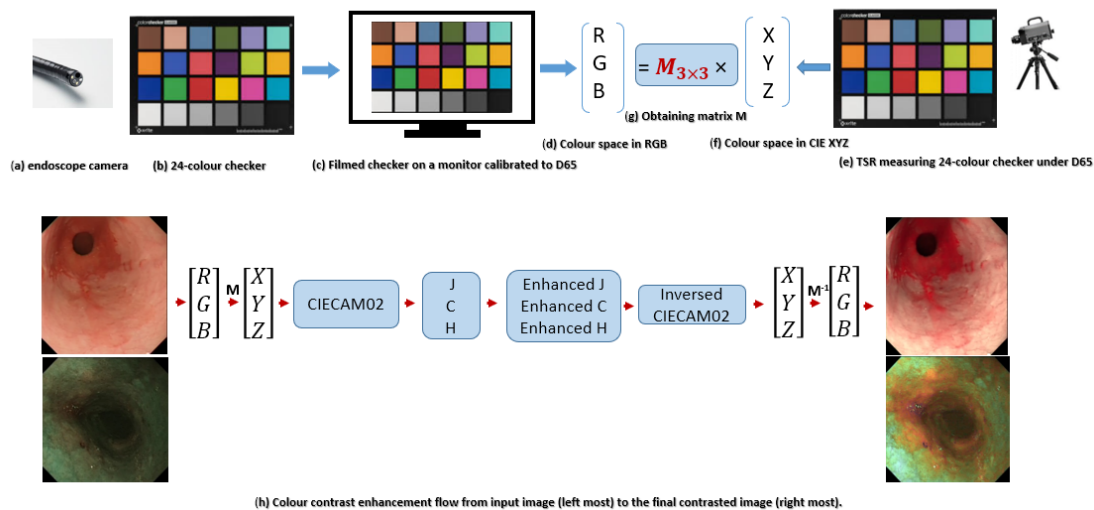 R
G
B
= M3×3 ×
X
Y
Z
(g) Obtaining matrix M
(d) Colour space in RGB
(f) Colour space in CIE XYZ
(a) endoscope camera
(b) 24-colour checker
(c) Filmed checker on a monitor calibrated to D65
(e) TSR measuring 24-colour checker under D65
R
G
B
M
X
Y
Z
CIECAM02
J
C
H
Enhanced J
Enhanced C
Enhanced H
Inversed
CIECAM02
X
Y
Z
M-1
R
G
B
(h) Colour contrast enhancement flow from input image (left most) to the final contrasted image (right most).